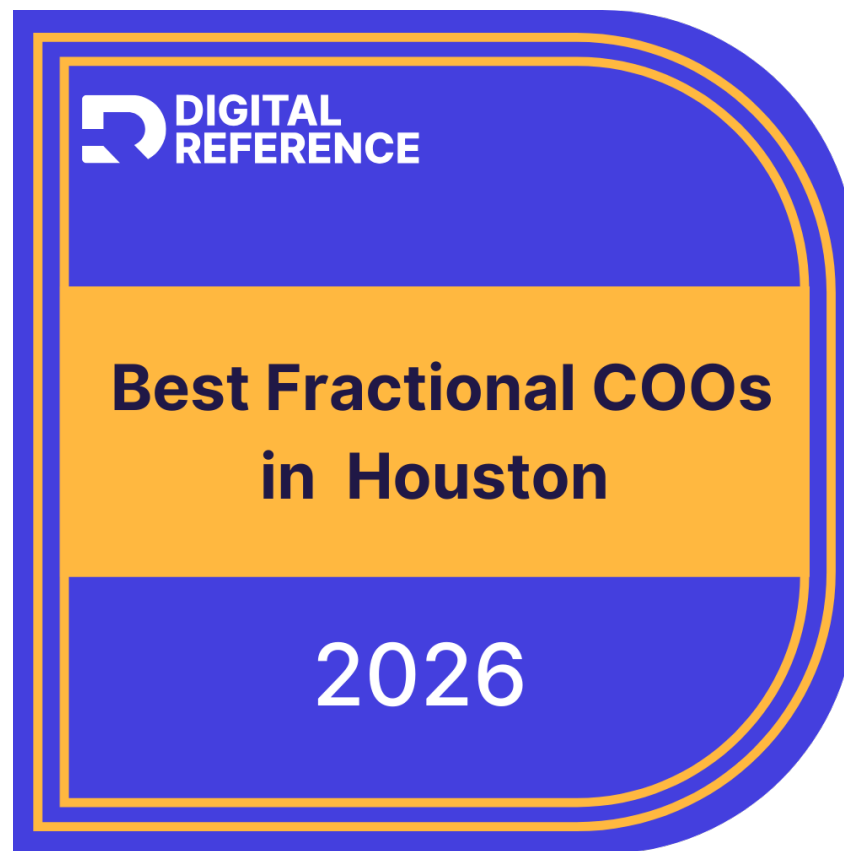 DIGITAL
REFERENCE
Best Fractional COOs
in  Houston
2026